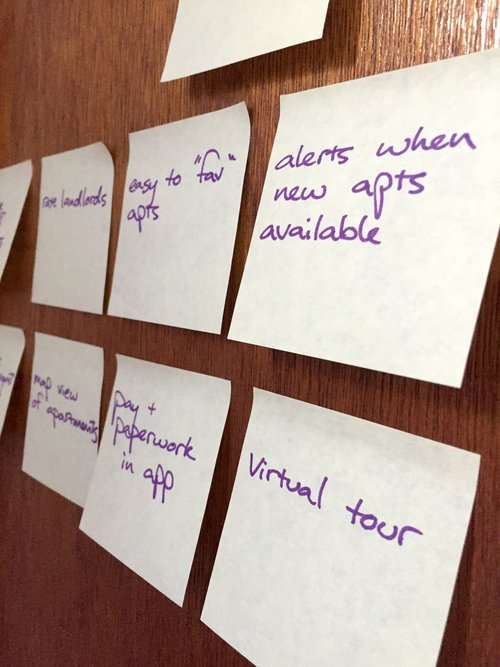 rate landlords
easy to "fav"
apts
alerts when
new apts
available
map view
of apartments
pay +
paperwork
in app
Virtual tour